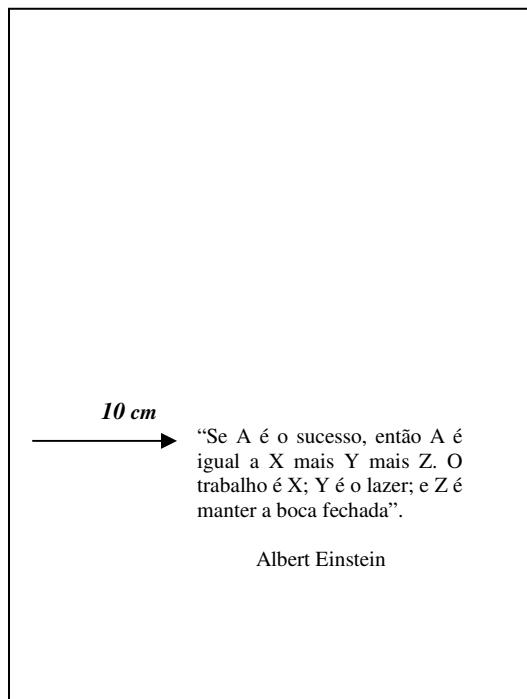 10 cm
“Se A é o sucesso, então A é
igual a X mais Y mais Z. O
trabalho é X; Y é o lazer; e Z é
manter a boca fechada”.
Albert Einstein